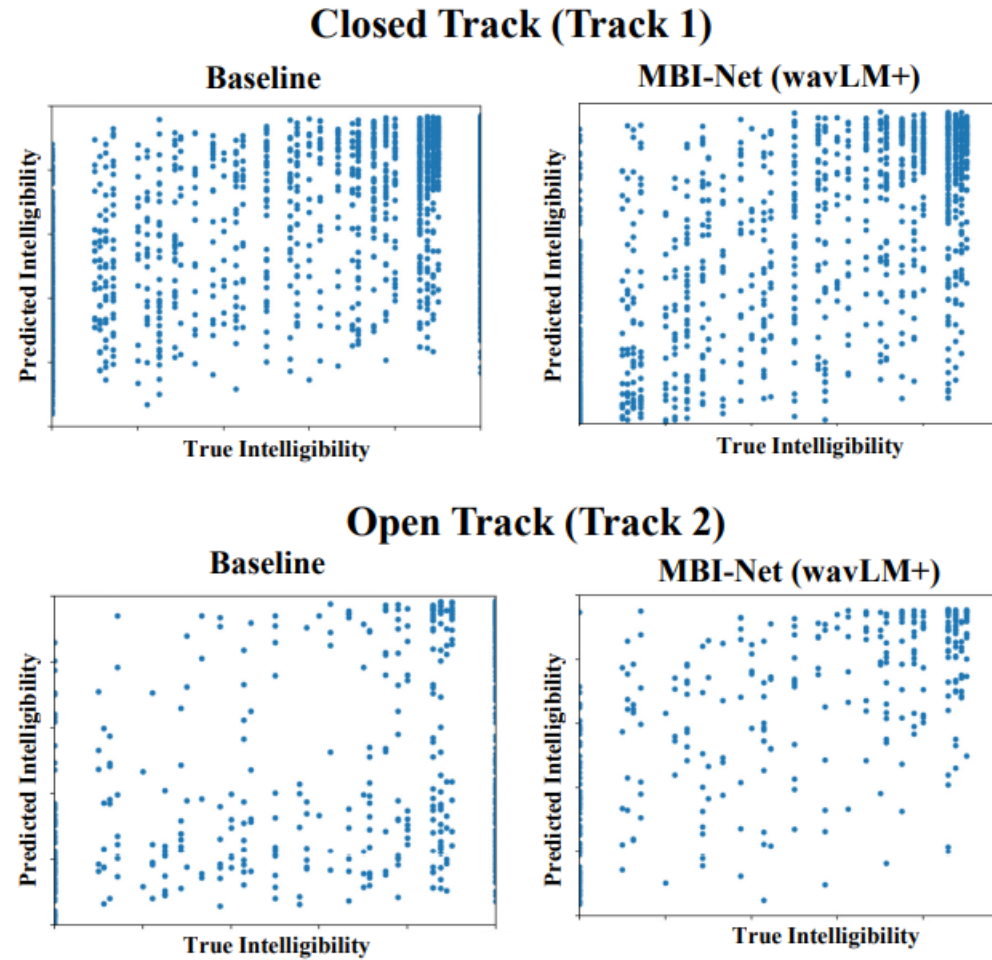 Closed Track (Track 1)
Baseline
MBI-Net (wavLM+)
Predicted Intelligibility
True Intelligibility
Predicted Intelligibility
True Intelligibility
Open Track (Track 2)
Baseline
MBI-Net (wavLM+)
Predicted Intelligibility
True Intelligibility
Predicted Intelligibility
True Intelligibility